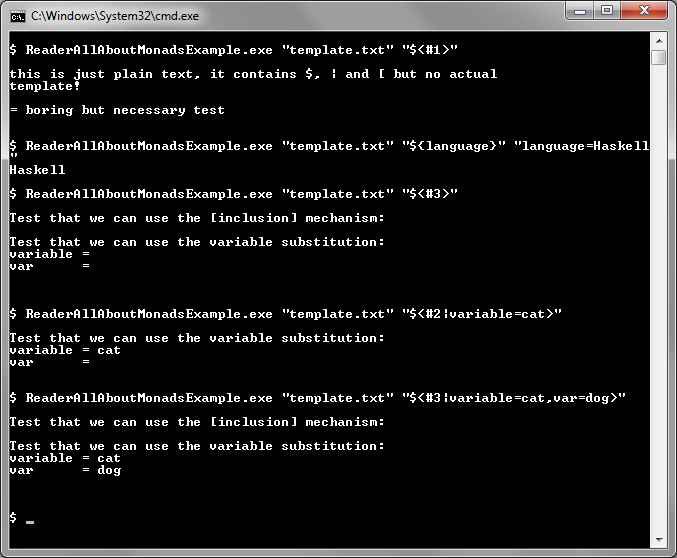 C:\Windows\System32\cmd.exe
$ ReaderAllAboutMonadsExample.exe "template.txt" "$<#1>"
this is just plain text, it contains $, | and [ but no actual
template!
= boring but necessary test
$ ReaderAllAboutMonadsExample.exe "template.txt" "${language}" "language=Haskell
"
Haskell
$ ReaderAllAboutMonadsExample.exe "template.txt" "$<#3>"
Test that we can use the [inclusion] mechanism:
Test that we can use the variable substitution:
variable =
var      =
$ ReaderAllAboutMonadsExample.exe "template.txt" "$<#2|variable=cat>"
Test that we can use the variable substitution:
variable = cat
var      =
$ ReaderAllAboutMonadsExample.exe "template.txt" "$<#3|variable=cat,var=dog>"
Test that we can use the [inclusion] mechanism:
Test that we can use the variable substitution:
variable = cat
var      = dog
$ _